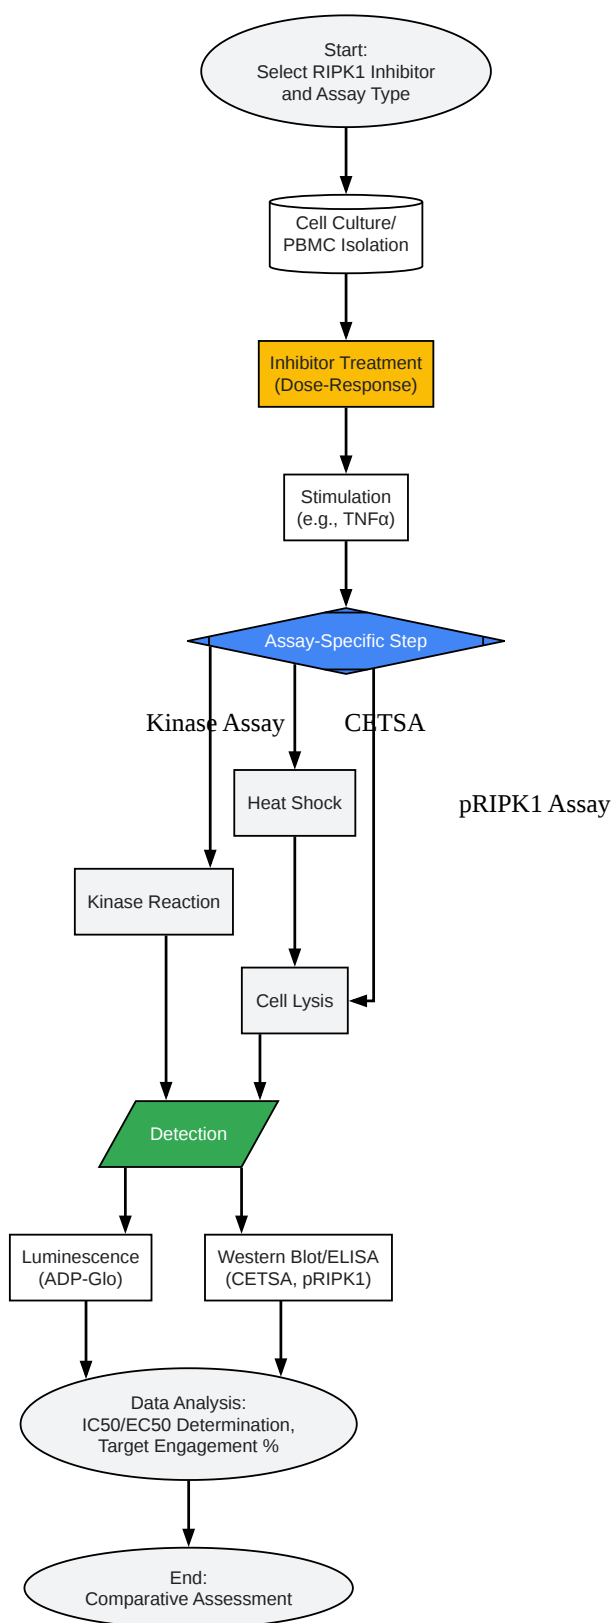 Start:
Select RIPK1 Inhibitor
and Assay Type
Cell Culture/
PBMC Isolation
Inhibitor Treatment
(Dose-Response)
Stimulation
(e.g., TNFα)
Assay-Specific Step
Kinase Assay
CETSA
pRIPK1 Assay
Heat Shock
Kinase Reaction
Cell Lysis
Detection
Luminescence
(ADP-Glo)
Western Blot/ELISA
(CETSA, pRIPK1)
Data Analysis:
IC50/EC50 Determination,
Target Engagement %
End:
Comparative Assessment